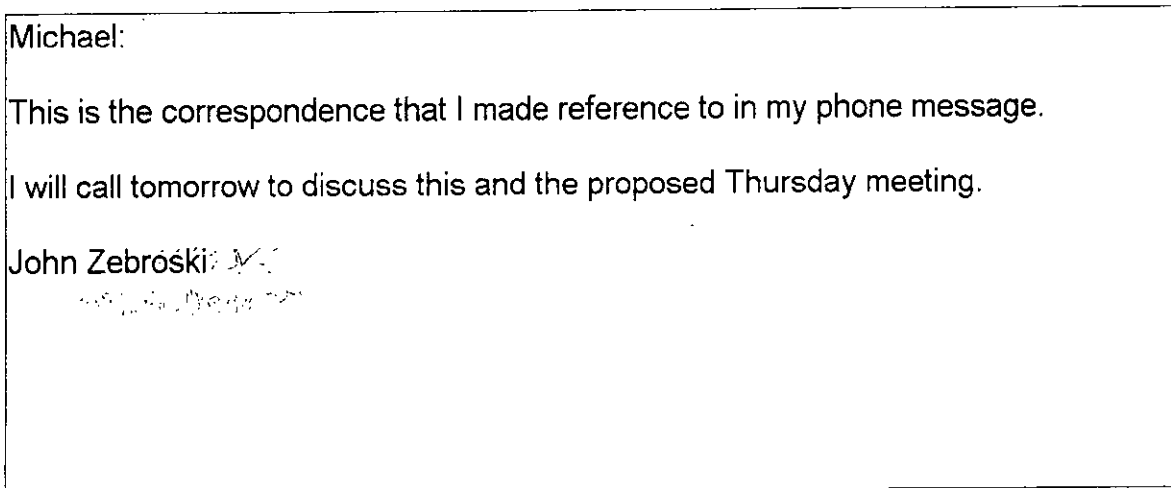 Michael:
This is the correspondence that I made reference to in my phone message.
I will call tomorrow to discuss this and the proposed Thursday meeting.
John Zebroski